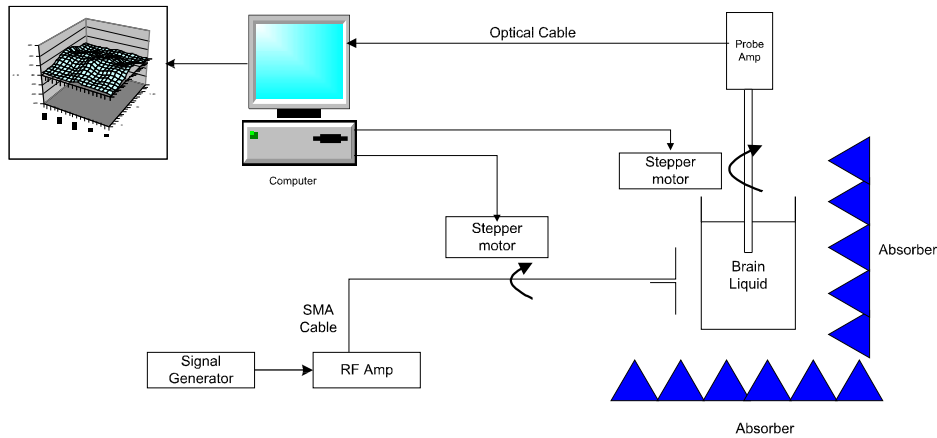 Optical Cable
Probe
Amp
Computer
Stepper
motor
Stepper
motor
Brain
Liquid
Absorber
SMA
Cable
Signal
Generator
RF Amp
Absorber